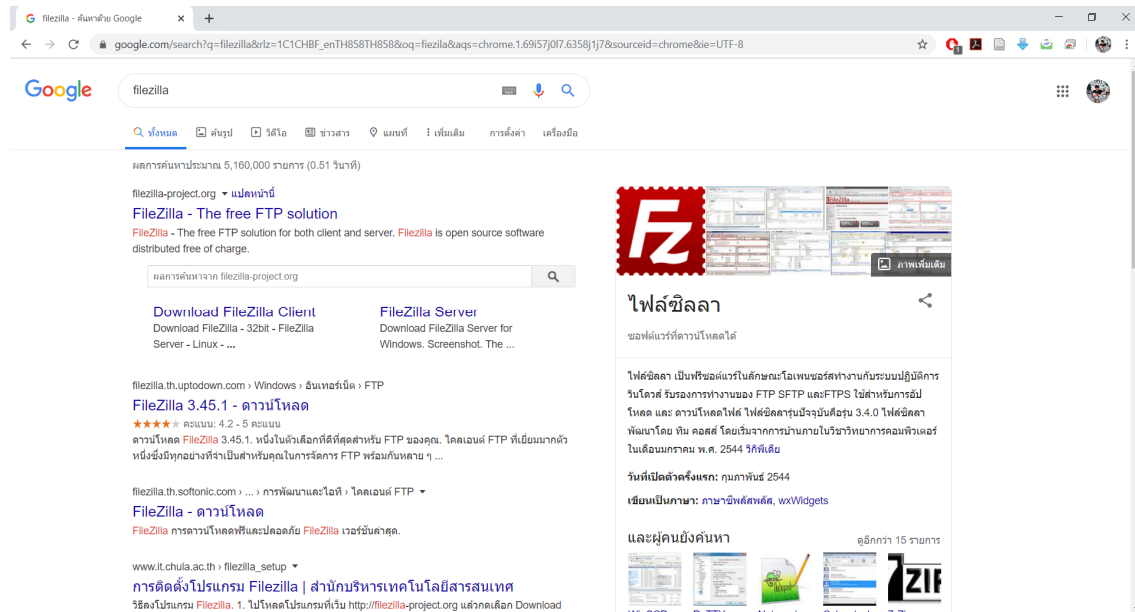 filezilla - ค้นหาด้วย Google
google.com/search?q=filezilla&rlz=1C1CHBF_enTH858TH858&oq=fiezila&aqs=chrome.1.69i57j0l7.6358j1j7&sourceid=chrome&ie=UTF-8
1
Google
filezilla
ทั้งหมด ค้นรูป วิดีโอ ข่าวสาร แผนที่ เพิ่มเติม การตั้งค่า เครื่องมือ
ผลการค้นหาประมาณ 5,160,000 รายการ (0.51 วินาที)
filezilla-project.org แปลหน้านี้
FileZilla - The free FTP solution
FileZilla - The free FTP solution for both client and server. Filezilla is open source software
distributed free of charge.
ผลการค้นหาจาก filezilla-project.org
Download FileZilla Client
Download FileZilla - 32bit - FileZilla
Server - Linux - ...
FileZilla Server
Download FileZilla Server for
Windows. Screenshot. The ...
filezilla.th.uptodown.com › Windows › อินเทอร์เน็ต › FTP
FileZilla 3.45.1 - ดาวน์โหลด
★★★★★ คะแนน: 4.2 - 5 คะแนน
ดาวน์โหลด FileZilla 3.45.1. หนึ่งในตัวเลือกที่ดีที่สุดสำหรับ FTP ของคุณ. ไคลเอนต์ FTP ที่เยี่ยมมากตัว
หนึ่งซึ่งมีทุกอย่างที่จำเป็นสำหรับคุณในการจัดการ FTP พร้อมกันหลาย ๆ ...
filezilla.th.softonic.com › ... › การพัฒนาและไอที › ไคลเอนต์ FTP
FileZilla - ดาวน์โหลด
FileZilla การดาวน์โหลดฟรีและปลอดภัย FileZilla เวอร์ชันล่าสุด.
www.it.chula.ac.th › filezilla_setup
การติดตั้งโปรแกรม Filezilla | สำนักบริหารเทคโนโลยีสารสนเทศ
วิธีลงโปรแกรม Filezilla. 1. ไปโหลดโปรแกรมที่เว็บ http://filezilla-project.org แล้วกดเลือก Download
Fz
ภาพเพิ่มเติม
ไฟล์ซิลลา
ซอฟต์แวร์ที่ดาวน์โหลดได้
ไฟล์ซิลลา เป็นฟรีซอต์แวร์ในลักษณะโอเพนซอร์สทำงานกับระบบปฏิบัติการ
วินโดวส์ รับรองการทำงานของ FTP SFTP และFTPS ใช้สำหรับการอัป
โหลด และ ดาวน์โหลดไฟล์ ไฟล์ซิลลารุ่นปัจจุบันคือรุ่น 3.4.0 ไฟล์ซิลลา
พัฒนาโดย ทิม คอสส์ โดยเริ่มจากการบ้านภายในวิชาวิทยาการคอมพิวเตอร์
ในเดือนมกราคม พ.ศ. 2544 วิกิพีเดีย
วันที่เปิดตัวครั้งแรก: กุมภาพันธ์ 2544
เขียนเป็นภาษา: ภาษาซีพลัสพลัส, wxWidgets
และผู้คนยังค้นหา
ดูอีกกว่า 15 รายการ
7ZIP